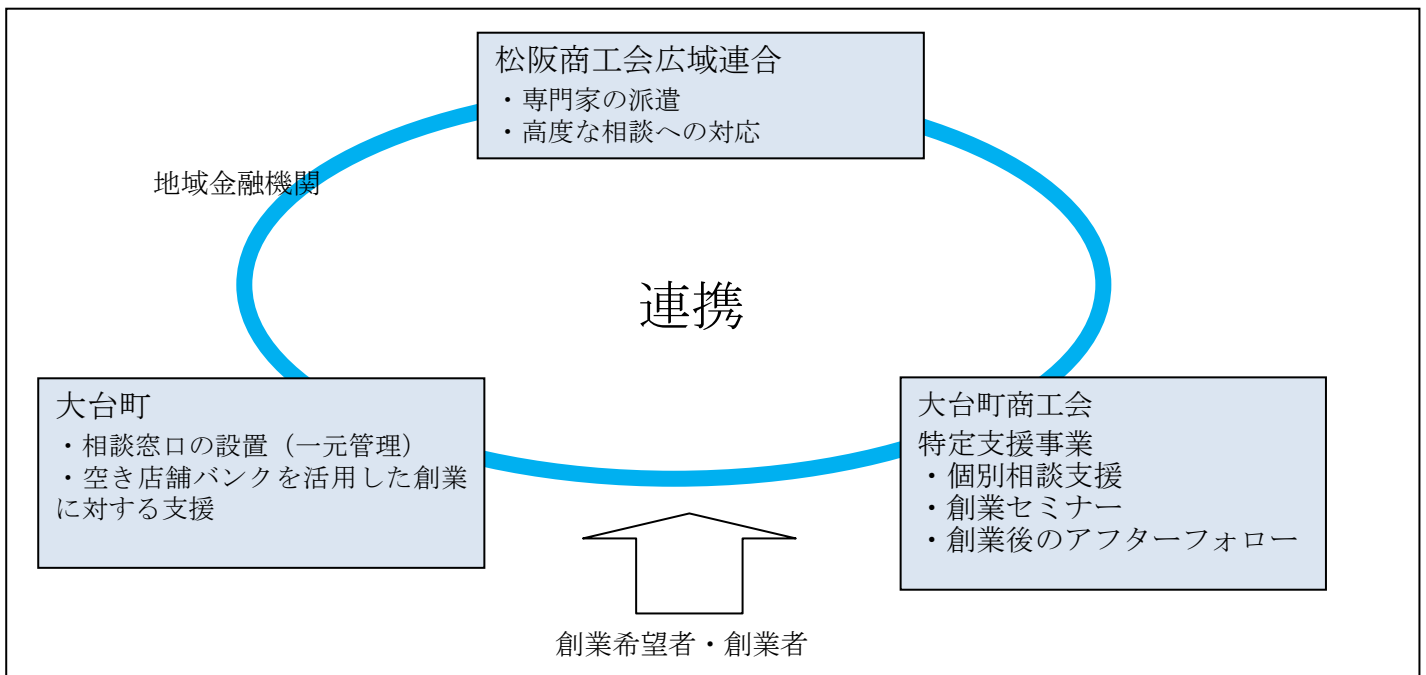 松阪商工会広域連合
・専門家の派遣
・高度な相談への対応
地域金融機関
連携
大台町
・相談窓口の設置（一元管理）
・空き店舗バンクを活用した創業
に対する支援
大台町商工会
特定支援事業
・個別相談支援
・創業セミナー
・創業後のアフターフォロー
創業希望者・創業者